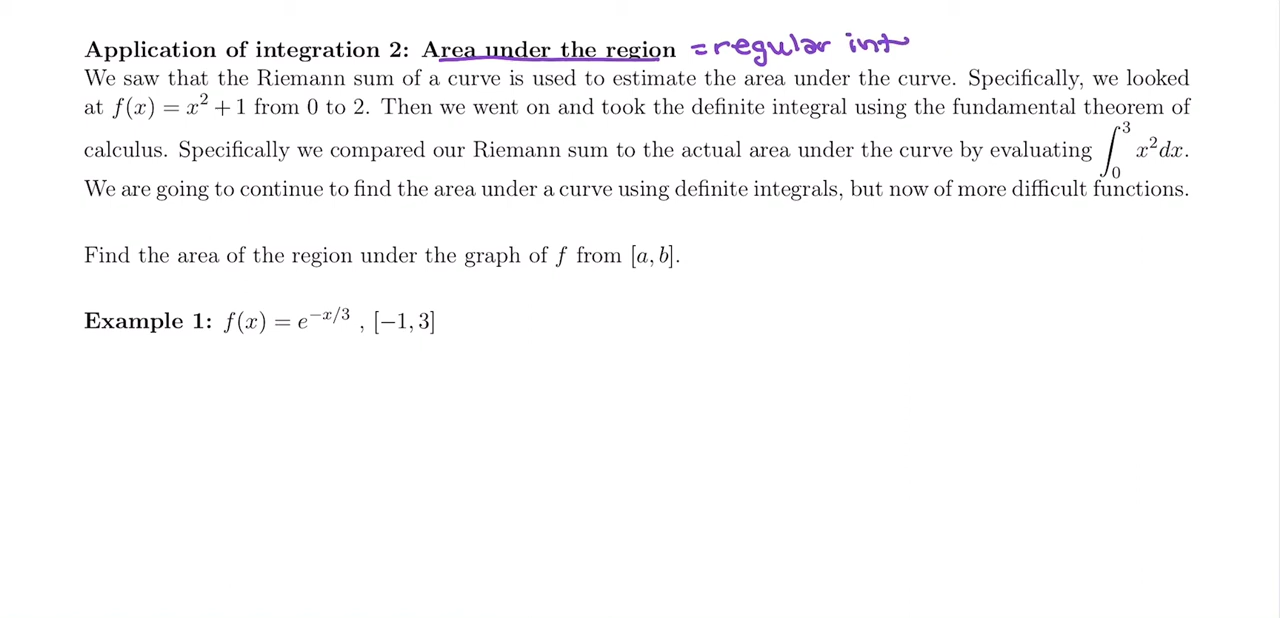 Application of integration 2: Area under the region = regular int
We saw that the Riemann sum of a curve is used to estimate the area under the curve. Specifically, we looked
at f(x) = x² + 1 from 0 to 2. Then we went on and took the definite integral using the fundamental theorem of
calculus. Specifically we compared our Riemann sum to the actual area under the curve by evaluating ∫₀³ x²dx.
We are going to continue to find the area under a curve using definite integrals, but now of more difficult functions.
Find the area of the region under the graph of f from [a, b].
Example 1: f(x) = e^{−x/3} , [−1, 3]